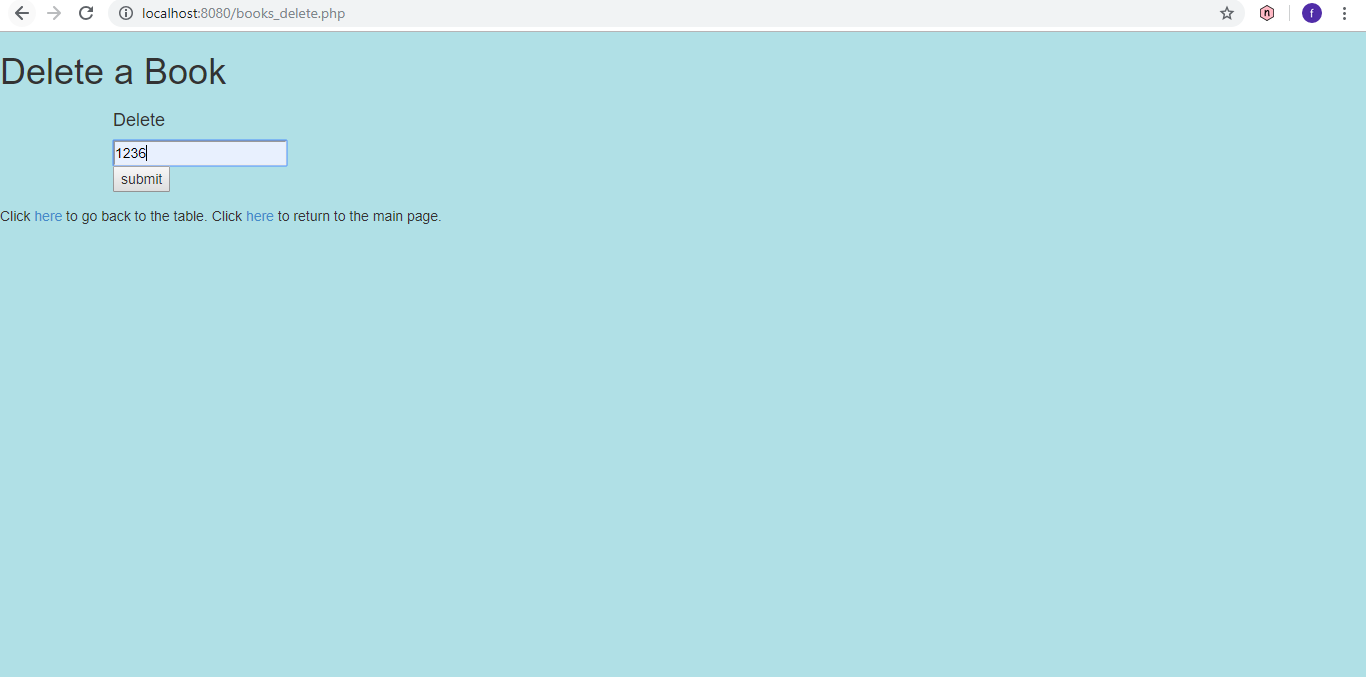 localhost:8080/books_delete.php
n
f
Delete a Book
Delete
1236
submit
Click here to go back to the table. Click here to return to the main page.